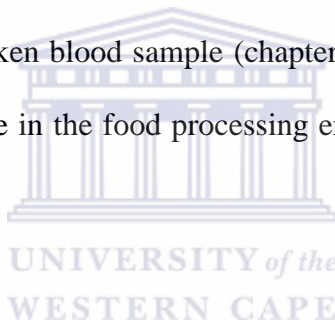 ken blood sample (chapter
e in the food processing e
UNIVERSITY of the
WESTERN CAPE